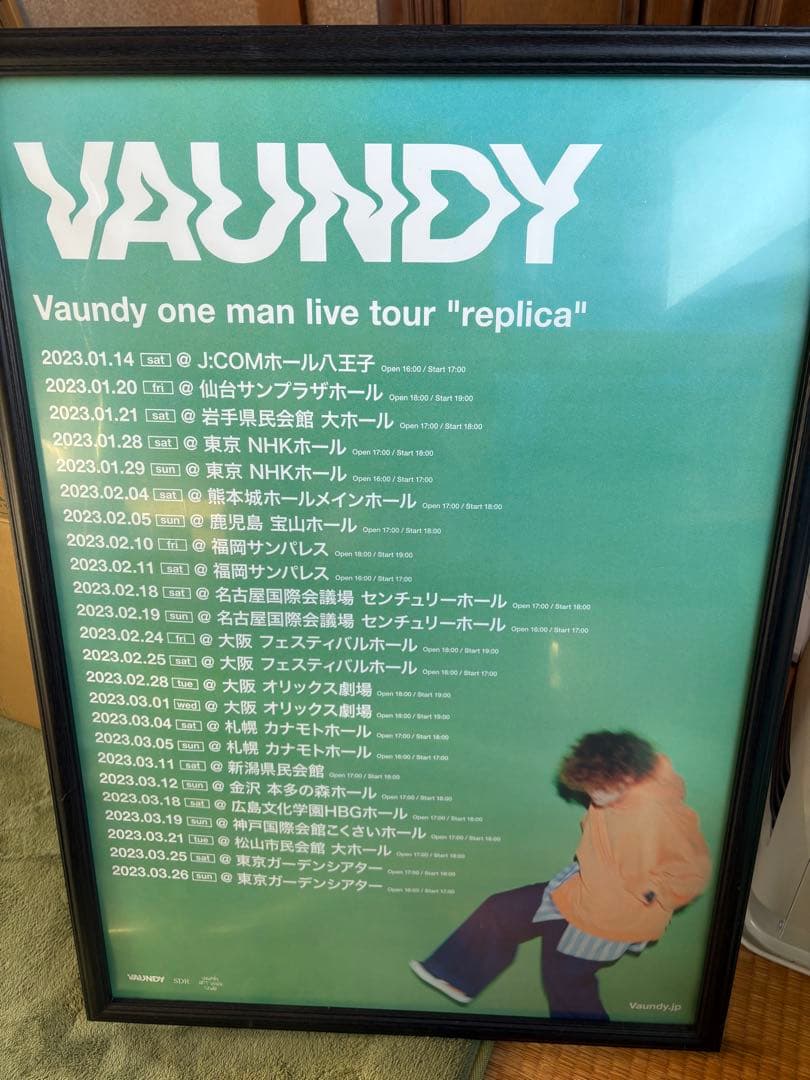 VAUNDY
Vaundy one man live tour "replica"
2023.01.14 sat @ J:COMホール八王子 Open 16:00 / Start 17:00
2023.01.20 fri @ 仙台サンプラザホール Open 18:00 / Start 19:00
2023.01.21 sat @ 岩手県民会館 大ホール Open 17:00 / Start 18:00
2023.01.28 sat @ 東京 NHKホール Open 17:00 / Start 18:00
2023.01.29 sun @ 東京 NHKホール Open 16:00 / Start 17:00
2023.02.04 sat @ 熊本城ホールメインホール Open 17:00 / Start 18:00
2023.02.05 sun @ 鹿児島 宝山ホール Open 17:00 / Start 18:00
2023.02.10 fri @ 福岡サンパレス Open 18:00 / Start 19:00
2023.02.11 sat @ 福岡サンパレス Open 16:00 / Start 17:00
2023.02.18 sat @ 名古屋国際会議場 センチュリーホール Open 17:00 / Start 18:00
2023.02.19 sun @ 名古屋国際会議場 センチュリーホール Open 16:00 / Start 17:00
2023.02.24 fri @ 大阪 フェスティバルホール Open 18:00 / Start 19:00
2023.02.25 sat @ 大阪 フェスティバルホール Open 16:00 / Start 17:00
2023.02.28 tue @ 大阪 オリックス劇場 Open 18:00 / Start 19:00
2023.03.01 wed @ 大阪 オリックス劇場 Open 18:00 / Start 19:00
2023.03.04 sat @ 札幌 カナモトホール Open 17:00 / Start 18:00
2023.03.05 sun @ 札幌 カナモトホール Open 16:00 / Start 17:00
2023.03.11 sat @ 新潟県民会館 Open 17:00 / Start 18:00
2023.03.12 sun @ 金沢 本多の森ホール Open 17:00 / Start 18:00
2023.03.18 sat @ 広島文化学園HBGホール Open 17:00 / Start 18:00
2023.03.19 sun @ 神戸国際会館こくさいホール Open 17:00 / Start 18:00
2023.03.21 tue @ 松山市民会館 大ホール Open 17:00 / Start 18:00
2023.03.25 sat @ 東京ガーデンシアター Open 17:00 / Start 18:00
2023.03.26 sun @ 東京ガーデンシアター Open 16:00 / Start 17:00
VAUNDY SDR
Vaundy.jp